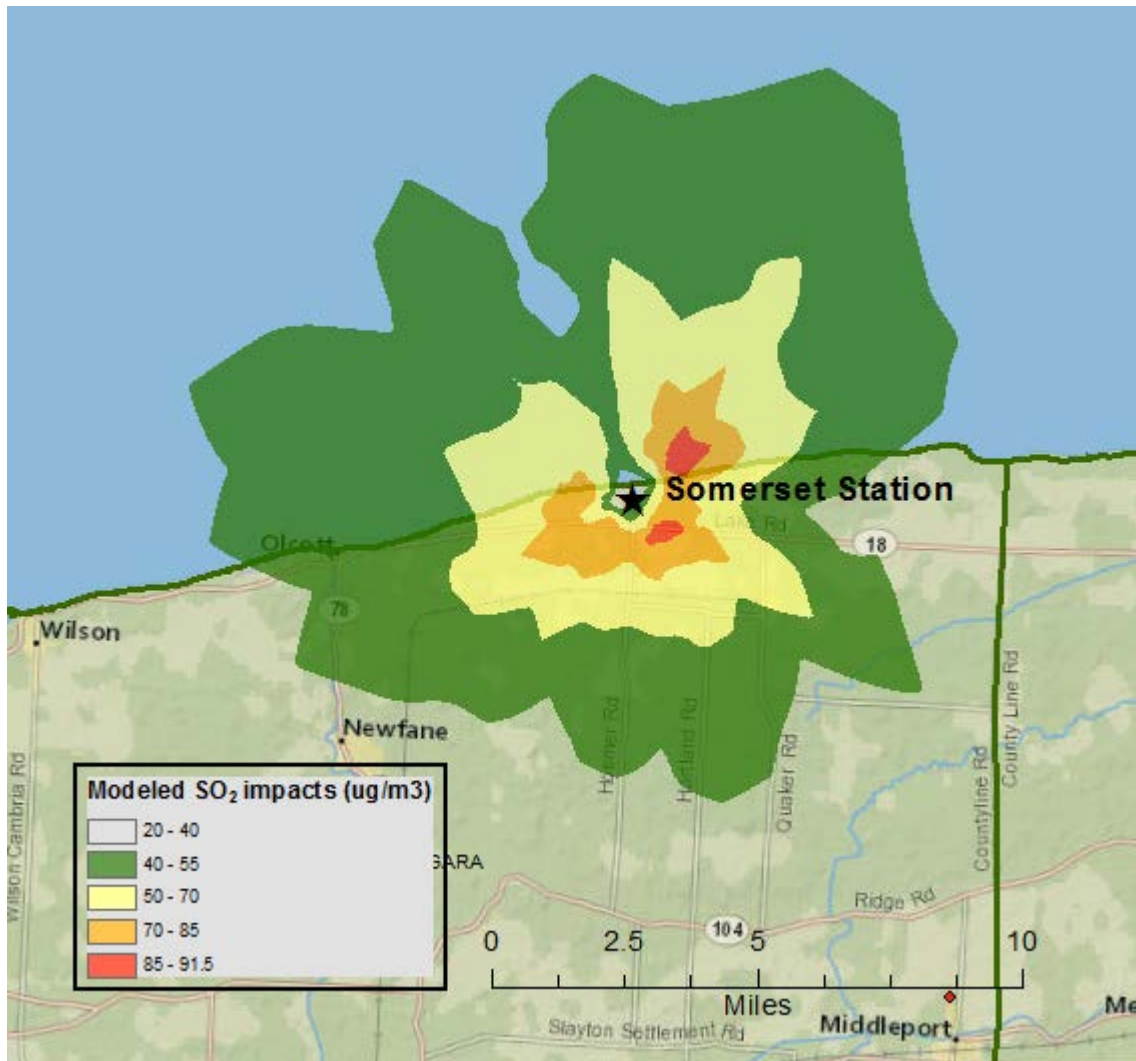 Somerset Station
Lake Rd
18
Olcott
78
Wilson
Newfane
Hosmer Rd
Hartland Rd
Quaker Rd
County Line Rd
Countyline Rd
Wilson Cambria Rd
Modeled SO₂ impacts (ug/m3)
20 - 40
40 - 55
50 - 70
70 - 85
85 - 91.5
GARA
Ridge Rd
104
0 2.5 5 10
Miles
Slayton Settlement Rd
Middleport
Me